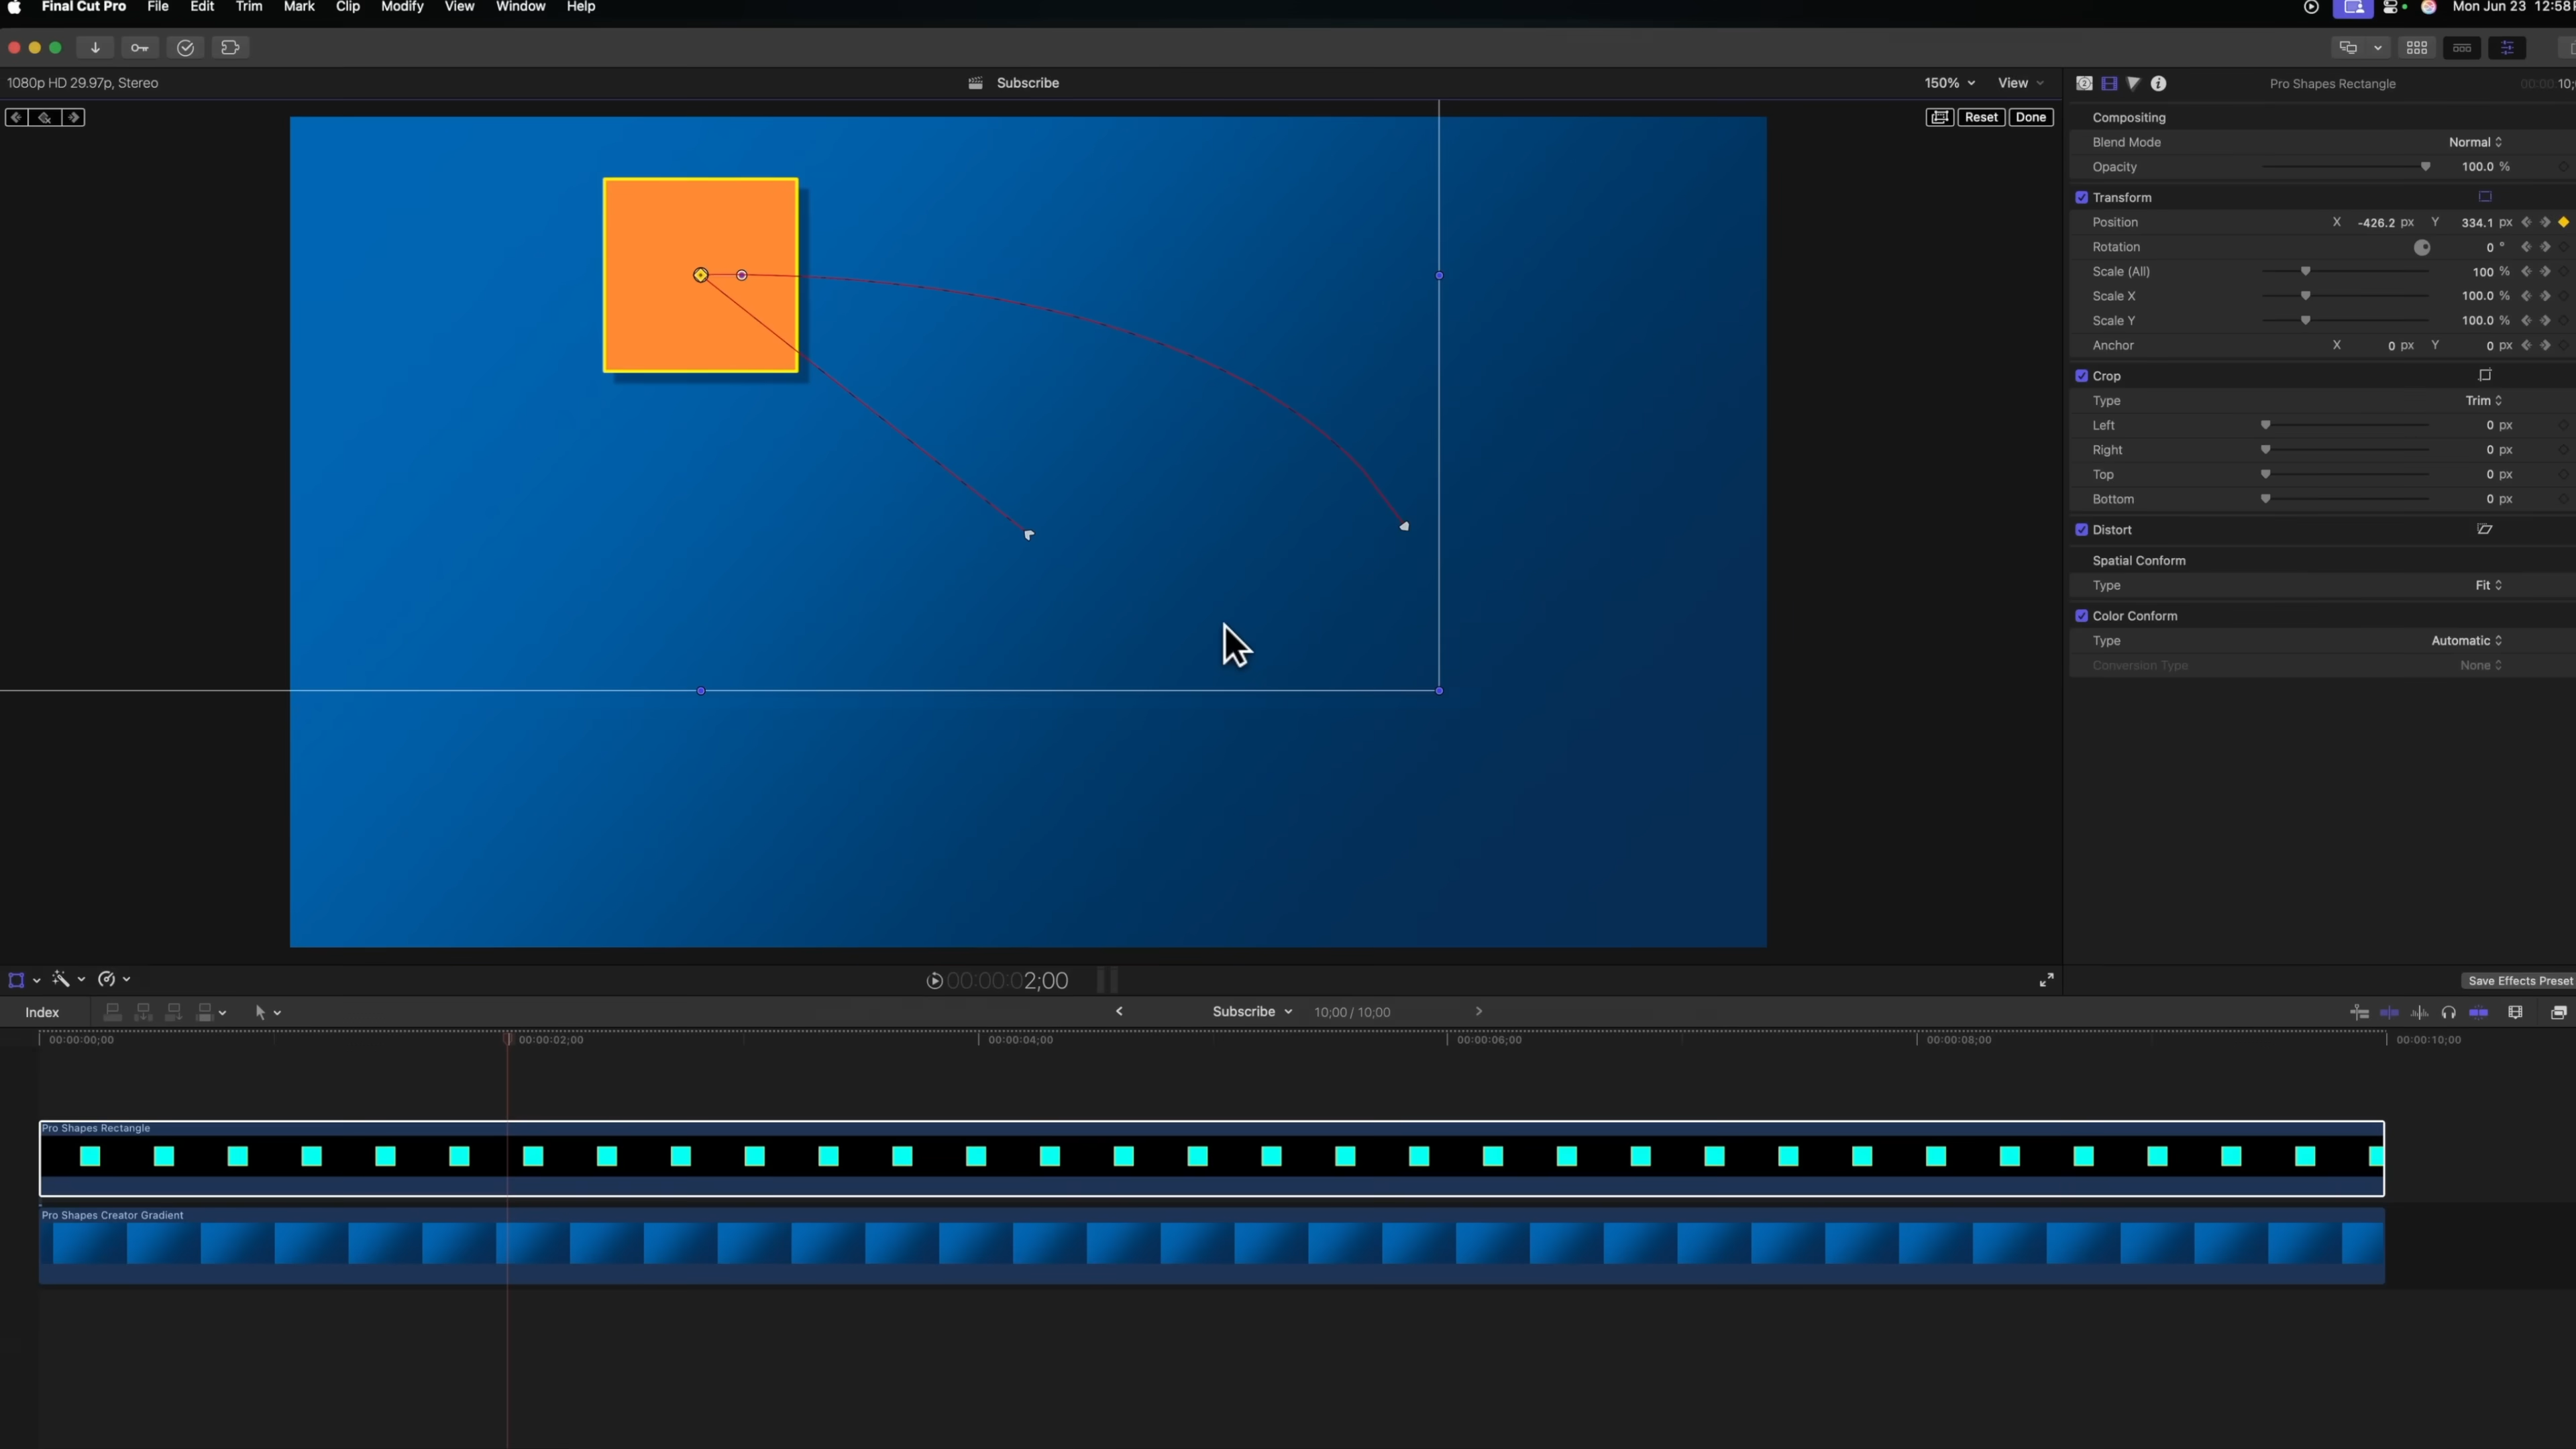 Final Cut Pro File Edit Trim Mark Clip Modify View Window Help Mon Jun 23 12:58
1080p HD 29.97p, Stereo Subscribe 150% View Pro Shapes Rectangle
Reset Done
Compositing
Blend Mode Normal
Opacity 100.0 %
Transform
Position X -426.2 px Y 334.1 px
Rotation 0 °
Scale (All) 100 %
Scale X 100.0 %
Scale Y 100.0 %
Anchor X 0 px Y 0 px
Crop
Type Trim
Left 0 px
Right 0 px
Top 0 px
Bottom 0 px
Distort
Spatial Conform
Type Fit
Color Conform
Type Automatic
Conversion Type None
00:00:02;00 Save Effects Preset
Index Subscribe 10;00 / 10;00
00:00:00;00 00:00:02;00 00:00:04;00 00:00:06;00 00:00:08;00 00:00:10;00
Pro Shapes Rectangle
Pro Shapes Creator Gradient